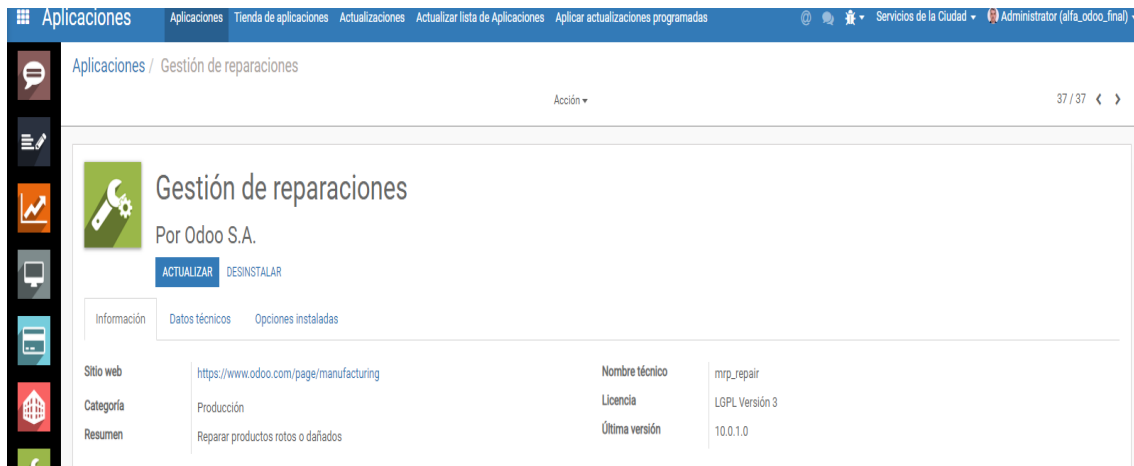 Aplicaciones Aplicaciones Tienda de aplicaciones Actualizaciones Actualizar lista de Aplicaciones Aplicar actualizaciones programadas @ Servicios de la Ciudad Administrator (alfa_odoo_final)
Aplicaciones / Gestión de reparaciones
Acción 37 / 37
Gestión de reparaciones
Por Odoo S.A.
ACTUALIZAR DESINSTALAR
Información Datos técnicos Opciones instaladas
Sitio web https://www.odoo.com/page/manufacturing Nombre técnico mrp_repair
Categoría Producción Licencia LGPL Versión 3
Resumen Reparar productos rotos o dañados Última versión 10.0.1.0